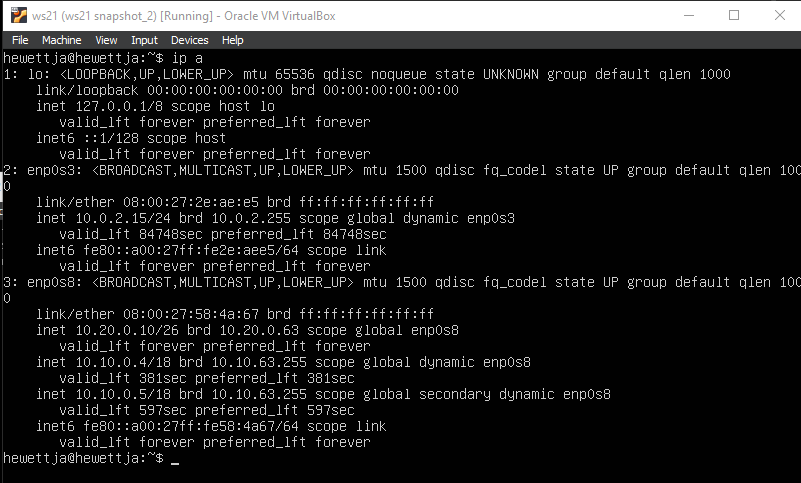 ws21 (ws21 snapshot_2) [Running] - Oracle VM VirtualBox
File Machine View Input Devices Help
hewettja@hewettja:~$ ip a
1: lo: <LOOPBACK,UP,LOWER_UP> mtu 65536 qdisc noqueue state UNKNOWN group default qlen 1000
    link/loopback 00:00:00:00:00:00 brd 00:00:00:00:00:00
    inet 127.0.0.1/8 scope host lo
       valid_lft forever preferred_lft forever
    inet6 ::1/128 scope host
       valid_lft forever preferred_lft forever
2: enp0s3: <BROADCAST,MULTICAST,UP,LOWER_UP> mtu 1500 qdisc fq_codel state UP group default qlen 100
0
    link/ether 08:00:27:2e:ae:e5 brd ff:ff:ff:ff:ff:ff
    inet 10.0.2.15/24 brd 10.0.2.255 scope global dynamic enp0s3
       valid_lft 84748sec preferred_lft 84748sec
    inet6 fe80::a00:27ff:fe2e:aee5/64 scope link
       valid_lft forever preferred_lft forever
3: enp0s8: <BROADCAST,MULTICAST,UP,LOWER_UP> mtu 1500 qdisc fq_codel state UP group default qlen 100
0
    link/ether 08:00:27:58:4a:67 brd ff:ff:ff:ff:ff:ff
    inet 10.20.0.10/26 brd 10.20.0.63 scope global enp0s8
    inet 10.10.0.4/18 brd 10.10.63.255 scope global dynamic enp0s8
       valid_lft 381sec preferred_lft 381sec
    inet 10.10.0.5/18 brd 10.10.63.255 scope global secondary dynamic enp0s8
       valid_lft 597sec preferred_lft 597sec
    inet6 fe80::a00:27ff:fe58:4a67/64 scope link
       valid_lft forever preferred_lft forever
hewettja@hewettja:~$ _